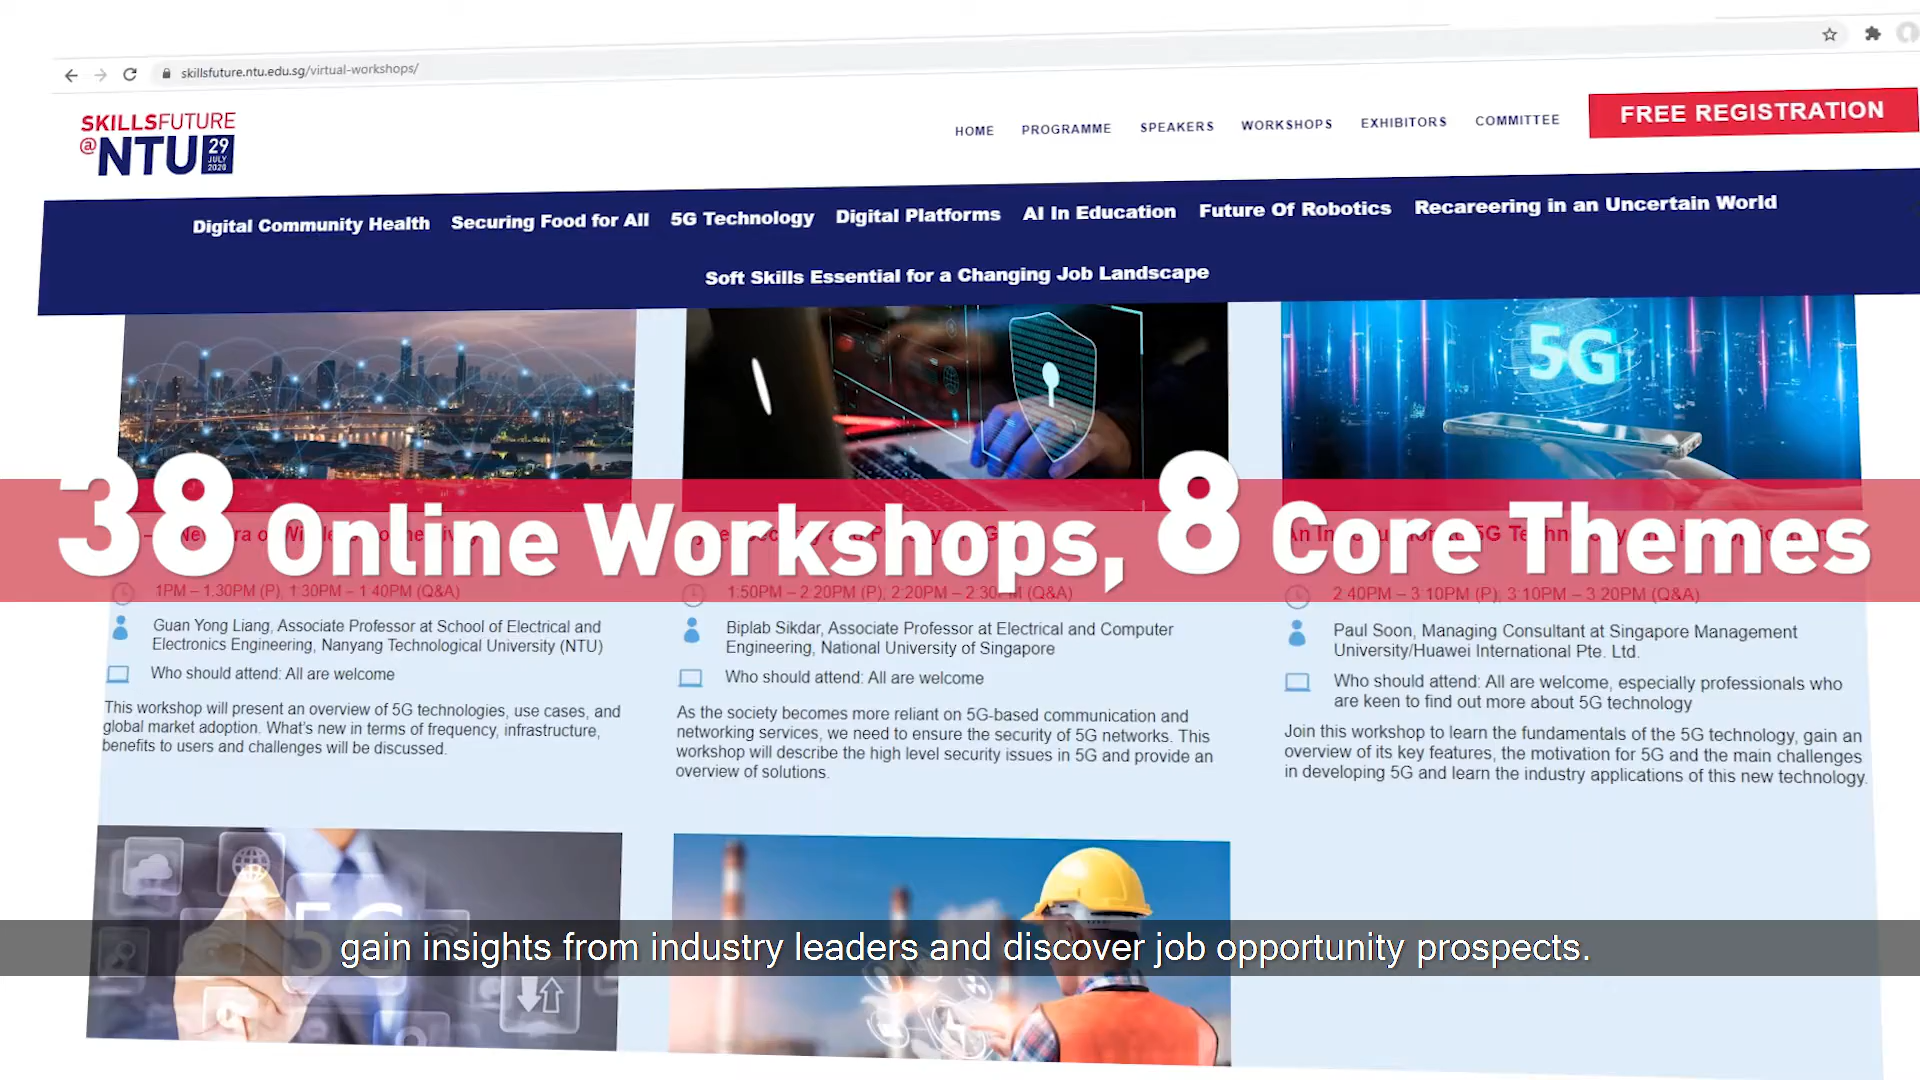 skillsfuture.ntu.edu.sg/virtual-workshops/
SKILLSFUTURE
@NTU 29 JULY 2020
HOME PROGRAMME SPEAKERS WORKSHOPS EXHIBITORS COMMITTEE
FREE REGISTRATION
Digital Community Health Securing Food for All 5G Technology Digital Platforms AI In Education Future Of Robotics Recareering in an Uncertain World
Soft Skills Essential for a Changing Job Landscape
5G
38 Online Workshops, 8 Core Themes
1PM – 1.30PM (P), 1:30PM – 1 40PM (Q&A)
Guan Yong Liang, Associate Professor at School of Electrical and
Electronics Engineering, Nanyang Technological University (NTU)
Who should attend: All are welcome
This workshop will present an overview of 5G technologies, use cases, and
global market adoption. What's new in terms of frequency, infrastructure,
benefits to users and challenges will be discussed.
1:50PM – 2:20PM (P), 2:20PM – 2:30PM (Q&A)
Biplab Sikdar, Associate Professor at Electrical and Computer
Engineering, National University of Singapore
Who should attend: All are welcome
As the society becomes more reliant on 5G-based communication and
networking services, we need to ensure the security of 5G networks. This
workshop will describe the high level security issues in 5G and provide an
overview of solutions.
2 40PM – 3 10PM (P), 3:10PM – 3:20PM (Q&A)
Paul Soon, Managing Consultant at Singapore Management
University/Huawei International Pte. Ltd.
Who should attend: All are welcome, especially professionals who
are keen to find out more about 5G technology
Join this workshop to learn the fundamentals of the 5G technology, gain an
overview of its key features, the motivation for 5G and the main challenges
in developing 5G and learn the industry applications of this new technology.
5G
gain insights from industry leaders and discover job opportunity prospects.